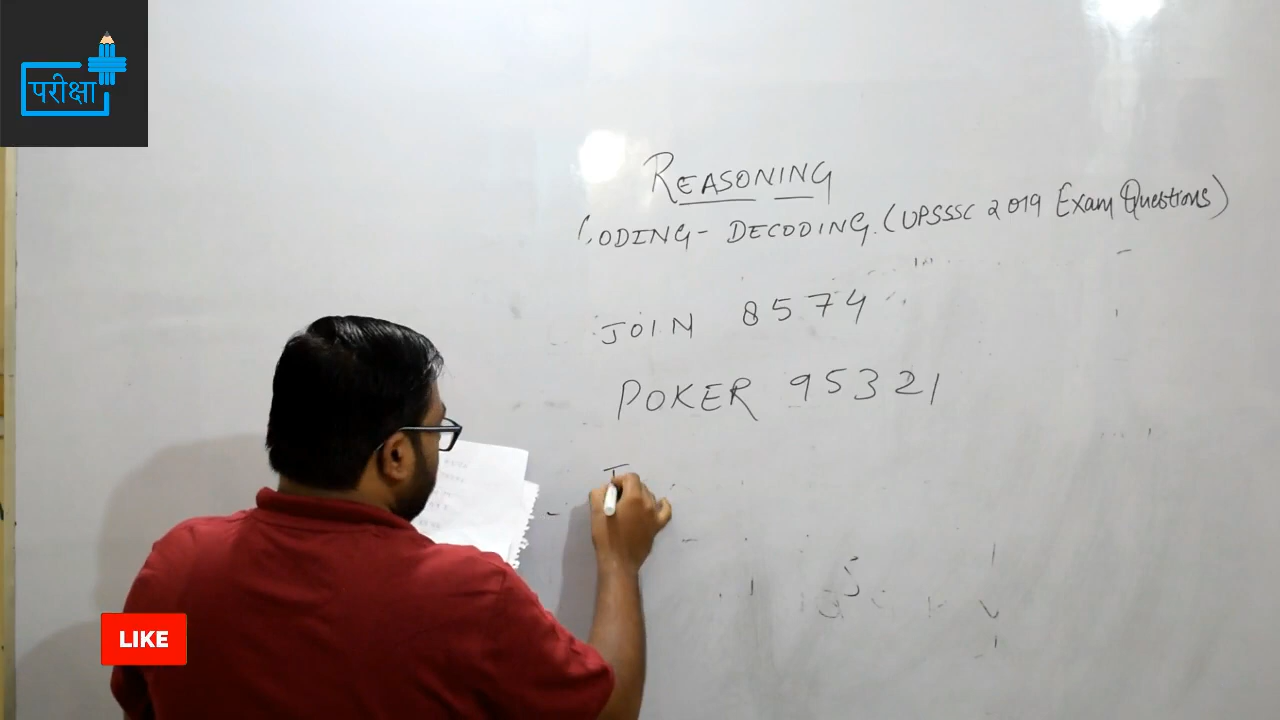 परीक्षा
REASONING
CODING - DECODING. (UPSSSC 2019 Exam Questions)
JOIN 8574
POKER 95321
LIKE